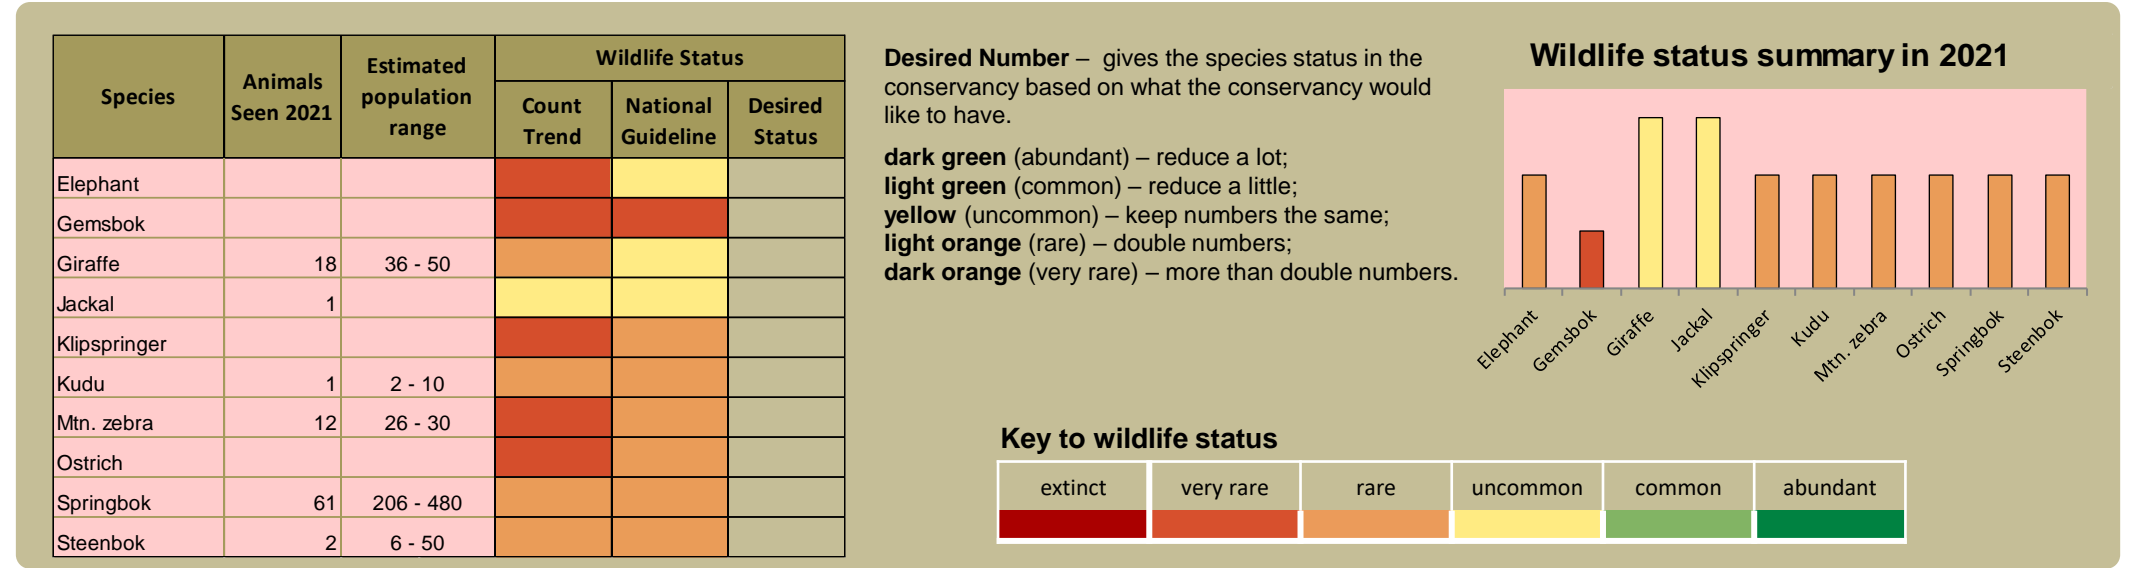 Species
Animals
Seen 2021
Estimated
population
range
Wildlife Status
Count
Trend
National
Guideline
Desired
Status
Elephant
Gemsbok
Giraffe 18 36 - 50
Jackal 1
Klipspringer
Kudu 1 2 - 10
Mtn. zebra 12 26 - 30
Ostrich
Springbok 61 206 - 480
Steenbok 2 6 - 50
Desired Number – gives the species status in the
conservancy based on what the conservancy would
like to have.
dark green (abundant) – reduce a lot;
light green (common) – reduce a little;
yellow (uncommon) – keep numbers the same;
light orange (rare) – double numbers;
dark orange (very rare) – more than double numbers.
Wildlife status summary in 2021
Elephant
Gemsbok
Giraffe
Jackal
Klipspringer
Kudu
Mtn. zebra
Ostrich
Springbok
Steenbok
Key to wildlife status
extinct very rare rare uncommon common abundant